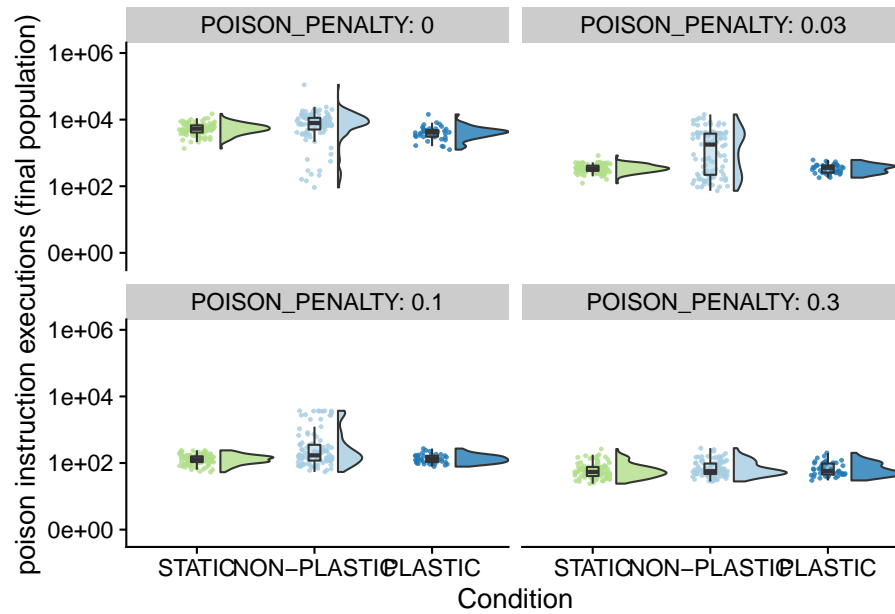 poison instruction executions (final population)
POISON_PENALTY: 0
POISON_PENALTY: 0.03
1e+06
1e+04
1e+02
0e+00
POISON_PENALTY: 0.1
POISON_PENALTY: 0.3
1e+06
1e+04
1e+02
0e+00
STATIC NON−PLASTIC PLASTIC
STATIC NON−PLASTIC PLASTIC
Condition